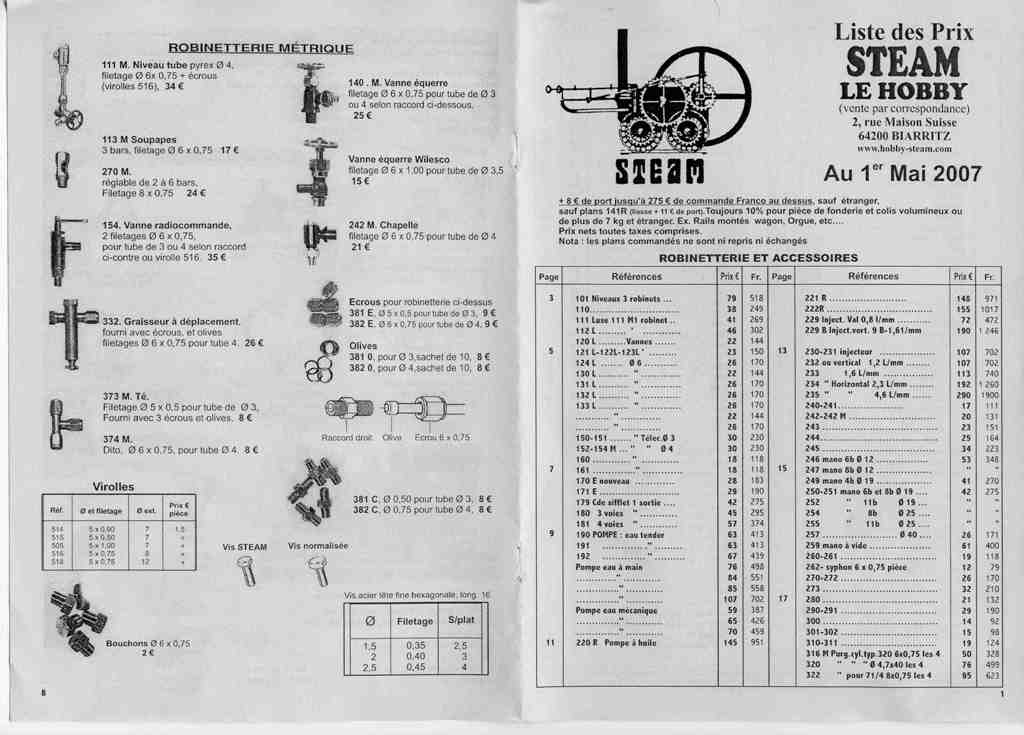 ROBINETTERIE MÉTRIQUE
111 M. Niveau tube pyrex Ø 4,
filetage Ø 6x 0,75 + écrous
(virolles 516), 34 €
113 M Soupapes
3 bars, filetage Ø 6 x 0,75 17 €
270 M.
réglable de 2 à 6 bars,
Filetage 8 x 0,75 24 €
154. Vanne radiocommande,
2 filetages Ø 6 x 0,75,
pour tube de 3 ou 4 selon raccord
ci-contre ou virolle 516. 35 €
332. Graisseur à déplacement.
fourni avec écrous, et olives
filetages Ø 6 x 0,75 pour tube 4. 26 €
373 M. Té.
Filetage Ø 5 x 0,5 pour tube de Ø 3,
Fourni avec 3 écrous et olives, 8 €
374 M.
Dito, Ø 6 x 0,75, pour tube Ø 4. 8 €
140 . M. Vanne équerre
filetage Ø 6 x 0,75 pour tube de Ø 3
ou 4 selon raccord ci-dessous,
25 €
Vanne équerre Wilesco
filetage Ø 6 x 1,00 pour tube de Ø 3,5
15 €
242 M. Chapelle
filetage Ø 6 x 0,75 pour tube de Ø 4
21 €
Ecrous pour robinetterie ci-dessus
381 E. Ø 5 x 0,5 pour tube de Ø 3, 9 €
382 E. Ø 6 x 0,75 pour tube de Ø 4, 9 €
Olives
381 0, pour Ø 3,sachet de 10, 8 €
382 0, pour Ø 4,sachet de 10, 8 €
Raccord droit Olive Ecrou 6 x 0,75
381 C, Ø 0,50 pour tube Ø 3, 8 €
382 C, Ø 0,75 pour tube Ø 4, 8 €
Virolles
Réf. Ø et filetage Ø ext. Prix € pièce
514 5 x 0,90 7 1,5
515 5 x 0,50 7 "
505 5 x 1,00 7 "
516 6 x 0,75 8 "
518 8 x 0,75 12 "
Vis STEAM Vis normalisée
Vis acier tête fine hexagonale, long. 16
Ø Filetage S/plat
1,5 0,35 2,5
2 0,40 3
2,5 0,45 4
Bouchons Ø 6 x 0,75
2 €
8
STEAM
Liste des Prix
STEAM
LE HOBBY
(vente par correspondance)
2, rue Maison Suisse
64200 BIARRITZ
www.hobby-steam.com
Au 1er Mai 2007
+ 8 € de port jusqu'à 275 € de commande Franco au dessus, sauf étranger,
sauf plans 141R (liasse + 11 € de port).Toujours 10% pour pièce de fonderie et colis volumineux ou
de plus de 7 kg et étranger. Ex. Rails montés wagon, Orgue, etc....
Prix nets toutes taxes comprises.
Nota : les plans commandés ne sont ni repris ni échangés
ROBINETTERIE ET ACCESSOIRES
Page Références Prix € Fr. Page Références Prix € Fr.
3 101 Niveaux 3 robinets ... 79 518
110 38 249
111 Luxe 111 M1 robinet .. 41 269
112 L ......... " 46 302
120 L ........ Vannes ....... 22 144
5 121 L-122L-123L " ......... 23 150
124 L ....... Ø 6 ........... 26 170
130 L ......... " 22 144
131 L ......... " 26 170
132 L ......... " 26 170
133 L ......... " 26 170
" 22 144
" 26 170
150-151 ....... " Télec.Ø 3 30 230
152-154 M ... " " Ø 4 30 230
160 ............ " 18 118
7 161 ............ " 18 118
170 E nouveau 28 183
171 E ............ " 29 190
179 Cde sifflet 1 sortie .... 42 275
180 3 voies " 45 295
181 4 voies " 57 374
9 190 POMPE : eau tender 63 413
191 " 63 413
192 " 67 439
Pompe eau à main 76 498
" 84 551
" 85 558
" 107 702
Pompe eau mécanique 59 387
" 65 426
" 70 459
11 220 R Pompe à huile 145 951
221 R 148 971
222R 155 1017
229 Inject. Val 0,8 l/mm 72 472
229 B Inject.vert. 9 B-1,61/mm 190 1 246
13 230-231 injecteur 107 702
232 ou vertical 1,2 L/mm 107 702
233 1,6 L/mm 113 740
234 " Horizontal 2,3 L/mm 192 1 260
235 " " 4,6 L/mm 290 1900
240-241 17 111
242-242 M 20 131
243 23 151
244 25 164
245 34 223
246 mano 6b Ø 12 53 348
15 247 mano 8b Ø 12 " "
249 mano 4b Ø 19 41 270
250-251 mano 6b et 8b Ø 19 .... 42 275
252 " 11b Ø 19 .... " "
254 " 8b Ø 25 .... " "
255 " 11b Ø 25 .... " "
257 Ø 40 .... 26 171
259 mano à vide 61 400
260-261 19 118
262- syphon 6 x 0,75 pièce 12 79
270-272 26 170
273 32 210
17 280 21 132
290-291 29 190
300 14 92
301-302 15 98
310-311 19 124
316 M Purg.cyl.typ.320 6x0,75 les 4 50 328
320 " " " Ø 4,7x40 les 4 76 499
322 " pour 71/4 8x0,75 les 4 95 623
1